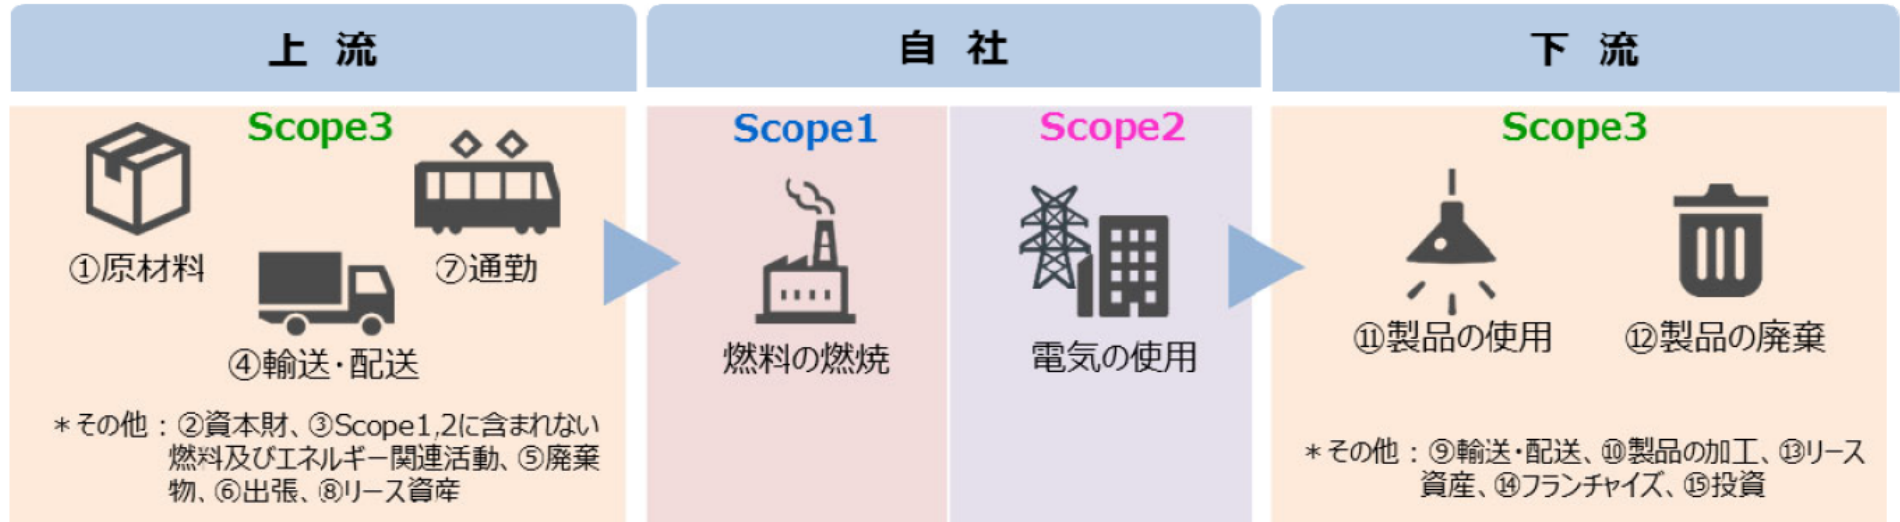 上 流
Scope3
①原材料
⑦通勤
④輸送・配送
＊その他：②資本財、③Scope1,2に含まれない
燃料及びエネルギー関連活動、⑤廃棄
物、⑥出張、⑧リース資産
自 社
Scope1
燃料の燃焼
Scope2
電気の使用
下 流
Scope3
⑪製品の使用
⑫製品の廃棄
＊その他：⑨輸送・配送、⑩製品の加工、⑬リース
資産、⑭フランチャイズ、⑮投資